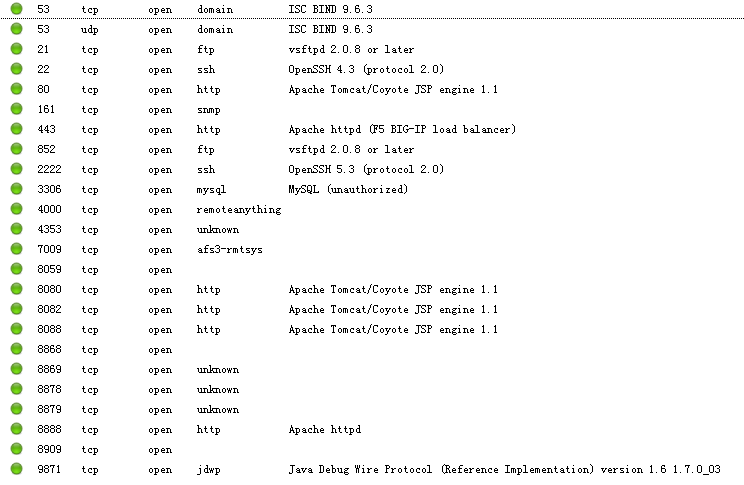 53 tcp open domain ISC BIND 9.6.3
53 udp open domain ISC BIND 9.6.3
21 tcp open ftp vsftpd 2.0.8 or later
22 tcp open ssh OpenSSH 4.3 (protocol 2.0)
80 tcp open http Apache Tomcat/Coyote JSP engine 1.1
161 tcp open snmp
443 tcp open http Apache httpd (F5 BIG-IP load balancer)
852 tcp open ftp vsftpd 2.0.8 or later
2222 tcp open ssh OpenSSH 5.3 (protocol 2.0)
3306 tcp open mysql MySQL (unauthorized)
4000 tcp open remoteanything
4353 tcp open unknown
7009 tcp open afs3-rmtsys
8059 tcp open
8080 tcp open http Apache Tomcat/Coyote JSP engine 1.1
8082 tcp open http Apache Tomcat/Coyote JSP engine 1.1
8088 tcp open http Apache Tomcat/Coyote JSP engine 1.1
8868 tcp open
8869 tcp open unknown
8878 tcp open unknown
8879 tcp open unknown
8888 tcp open http Apache httpd
8909 tcp open
9871 tcp open jdwp Java Debug Wire Protocol (Reference Implementation) version 1.6 1.7.0_03